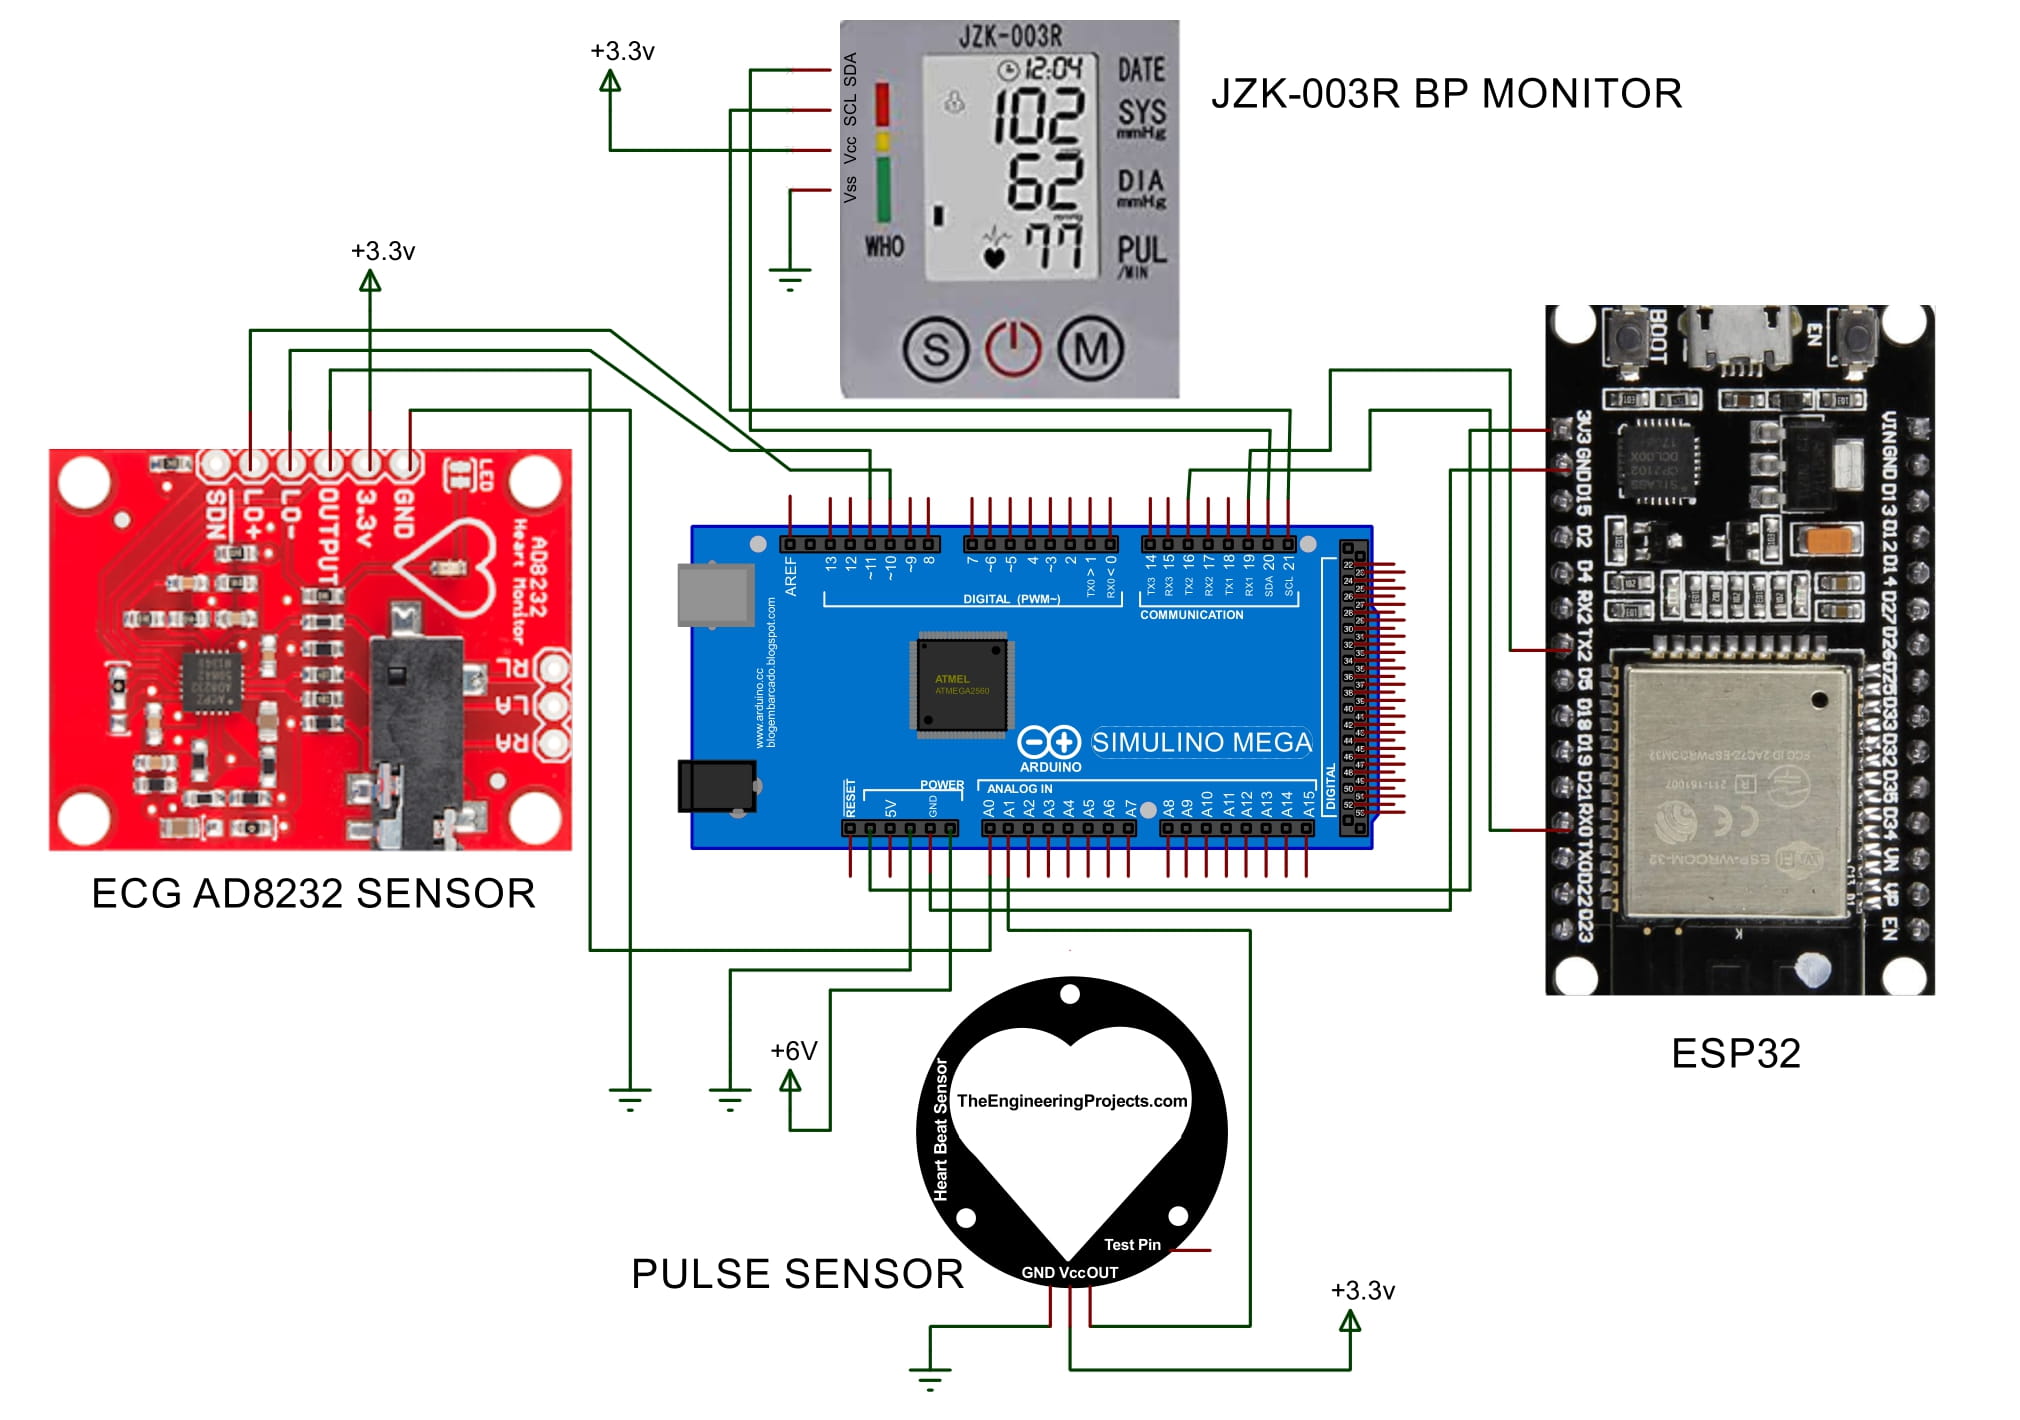 JZK-003R
+3.3v
SDA
SCL
Vcc
Vss
12:04
DATE
102
SYS
mmHg
62
DIA
mmHg
77
PUL
/MIN
WHO
S
M
JZK-003R BP MONITOR
+3.3v
SDN
LO+
LO-
OUTPUT
3.3v
GND
LED
AD8232
Heart Monitor
RL
LA
RA
ECG AD8232 SENSOR
AREF
13
12
~11
~10
~9
8
7
~6
~5
4
~3
2
TX0 > 1
RX0 < 0
TX3 14
RX3 15
TX2 16
RX2 17
TX1 18
RX1 19
SDA 20
SCL 21
DIGITAL (PWM~)
COMMUNICATION
www.arduino.cc
blogembarcado.blogspot.com
ATMEL
ATMEGA2560
SIMULINO MEGA
ARDUINO
22
23
24
25
26
27
28
29
30
31
32
33
34
35
36
37
38
39
40
41
42
43
44
45
46
47
48
49
50
51
52
53
DIGITAL
RESET
5V
GND
POWER
ANALOG IN
A0
A1
A2
A3
A4
A5
A6
A7
A8
A9
A10
A11
A12
A13
A14
A15
BOOT
EN
3V3
GND
D15
D2
D4
RX2
TX2
D5
D18
D19
D21
RX0
TX0
D22
D23
VIN
GND
D13
D12
D14
D27
D26
D25
D33
D32
D35
D34
VN
VP
EN
ESP-WROOM-32
WiFi
CE
ESP32
+6V
Heart Beat Sensor
TheEngineeringProjects.com
Test Pin
GND Vcc OUT
PULSE SENSOR
+3.3v